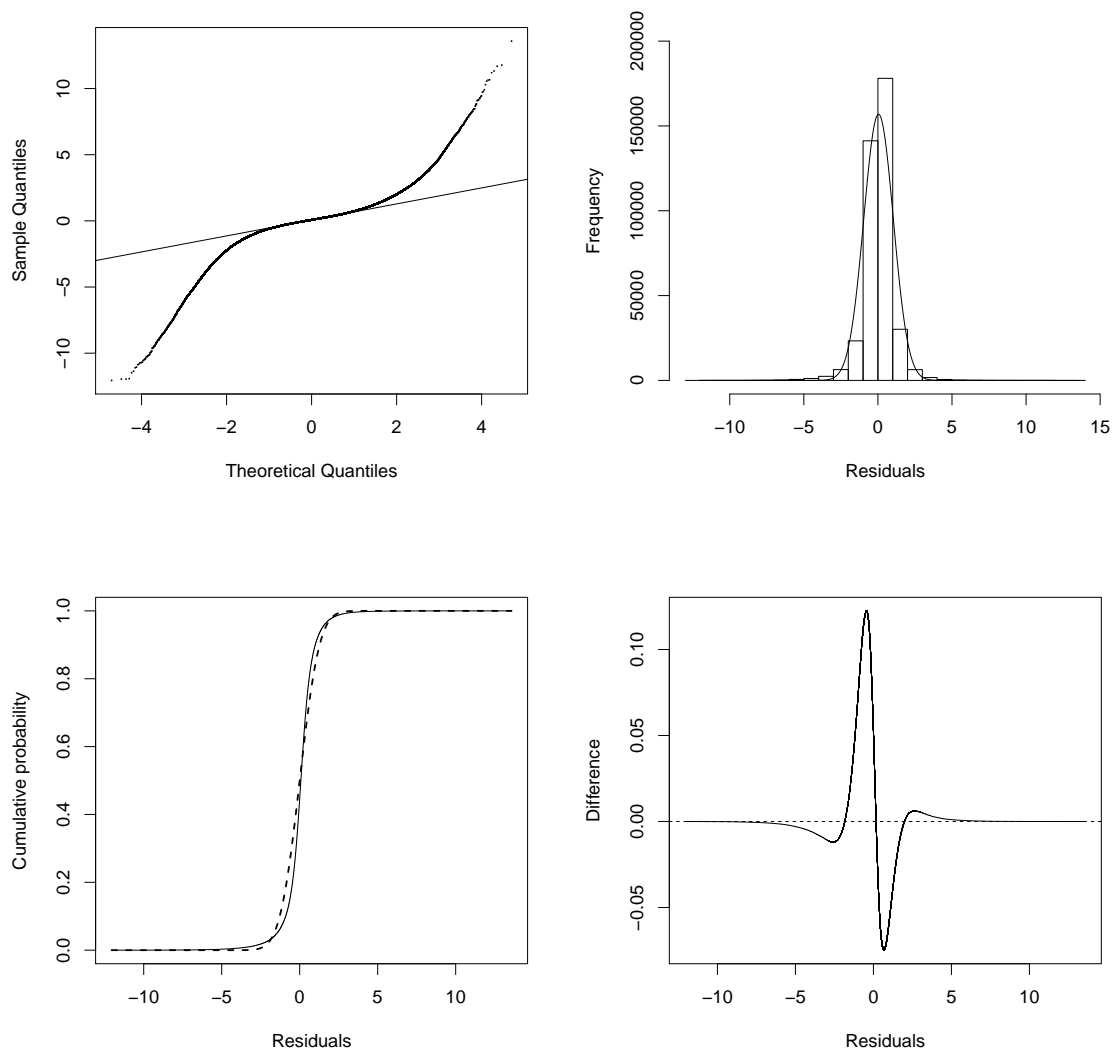 10
5
0
−5
−10
Sample Quantiles
−4 −2 0 2 4
Theoretical Quantiles
200000
150000
100000
50000
0
Frequency
−10 −5 0 5 10 15
Residuals
1.0
0.8
0.6
0.4
0.2
0.0
Cumulative probability
−10 −5 0 5 10
Residuals
0.10
0.05
0.00
−0.05
Difference
−10 −5 0 5 10
Residuals